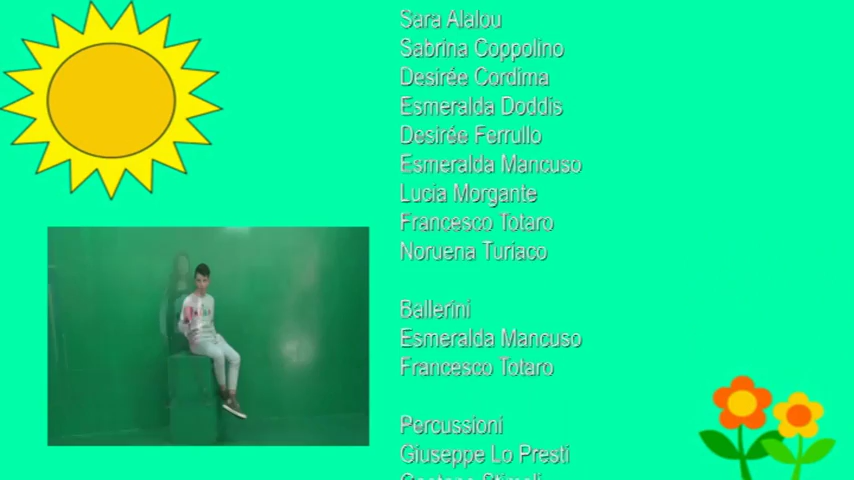 Sara Alalou
Sabrina Coppolino
Desirée Cordima
Esmeralda Doddis
Desirée Ferrullo
Esmeralda Mancuso
Lucia Morgante
Francesco Totaro
Noruena Turiaco
Ballerini
Esmeralda Mancuso
Francesco Totaro
Percussioni
Giuseppe Lo Presti